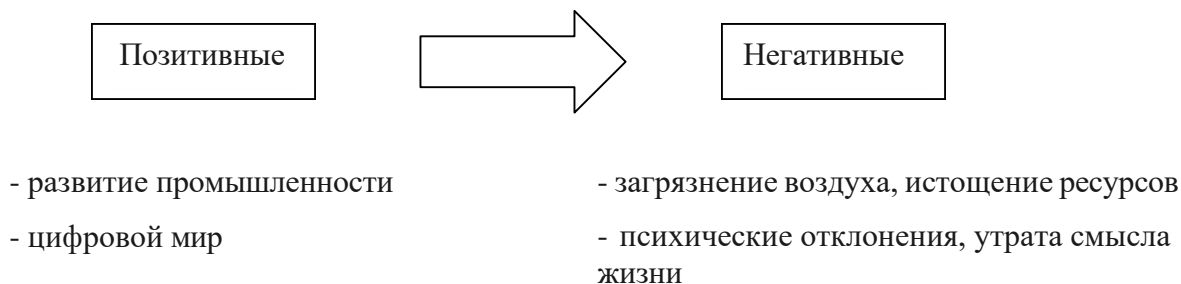 Позитивные
Негативные
- развитие промышленности
- цифровой мир
- загрязнение воздуха, истощение ресурсов
- психические отклонения, утрата смысла
жизни